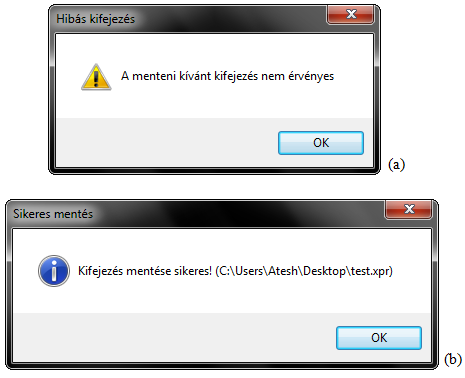 Hibás kifejezés
A menteni kívánt kifejezés nem érvényes
OK
(a)
Sikeres mentés
Kifejezés mentése sikeres! (C:\Users\Atesh\Desktop\test.xpr)
OK
(b)